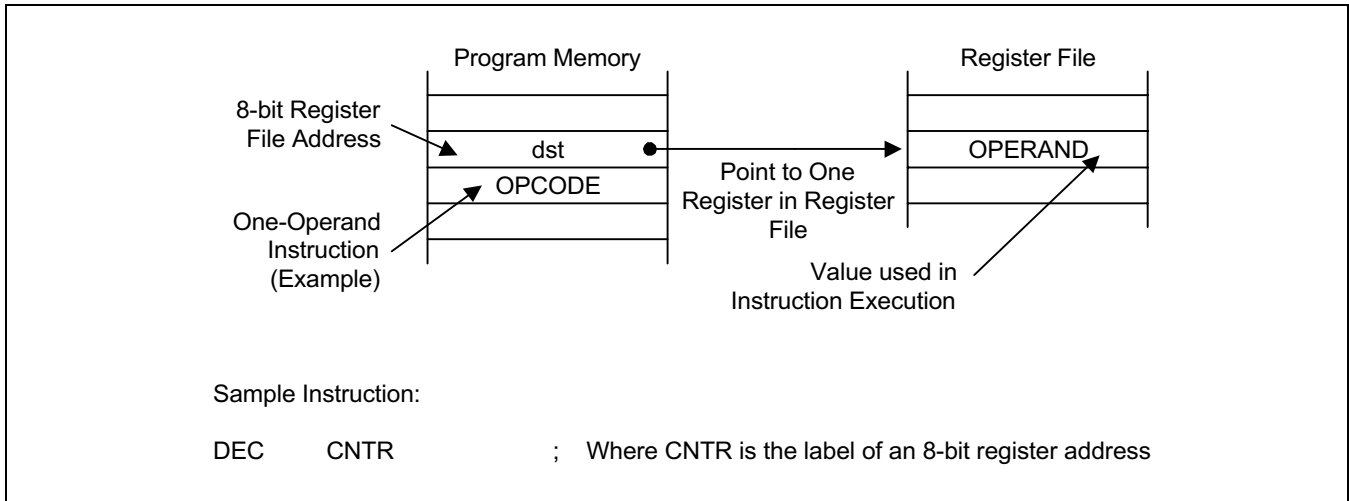 Program Memory
Register File
8-bit Register
File Address
dst
OPERAND
OPCODE
Point to One
Register in Register
File
One-Operand
Instruction
(Example)
Value used in
Instruction Execution
Sample Instruction:
DEC CNTR ; Where CNTR is the label of an 8-bit register address